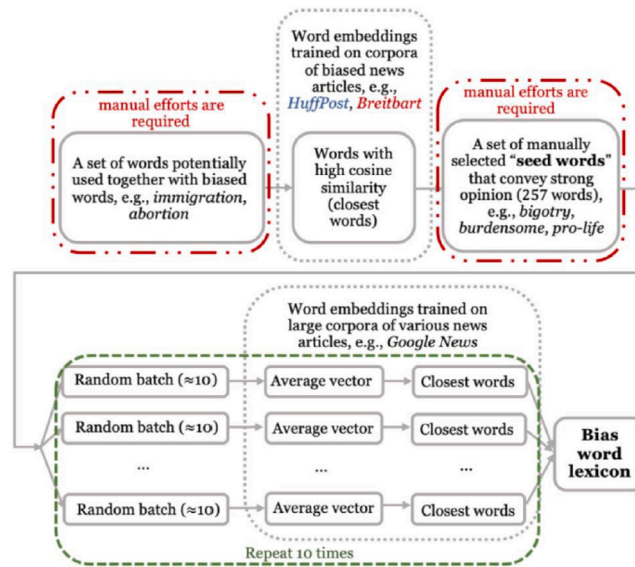 Word embeddings
trained on corpora
of biased news
articles, e.g.,
HuffPost, Breitbart
manual efforts are
required
A set of words potentially
used together with biased
words, e.g., immigration,
abortion
Words with
high cosine
similarity
(closest
words)
manual efforts are
required
A set of manually
selected “seed words”
that convey strong
opinion (257 words),
e.g., bigotry,
burdensome, pro-life
Word embeddings trained on
large corpora of various news
articles, e.g., Google News
Random batch (≈10)
Average vector
Closest words
Random batch (≈10)
Average vector
Closest words
...
...
...
Random batch (≈10)
Average vector
Closest words
Bias
word
lexicon
Repeat 10 times